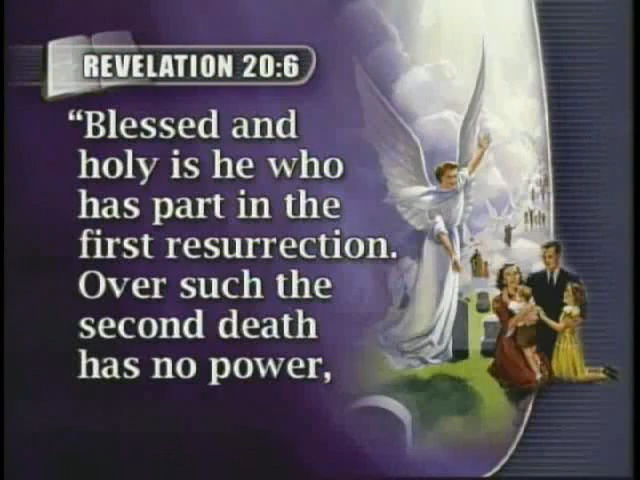 REVELATION 20:6
“Blessed and
holy is he who
has part in the
first resurrection.
Over such the
second death
has no power,